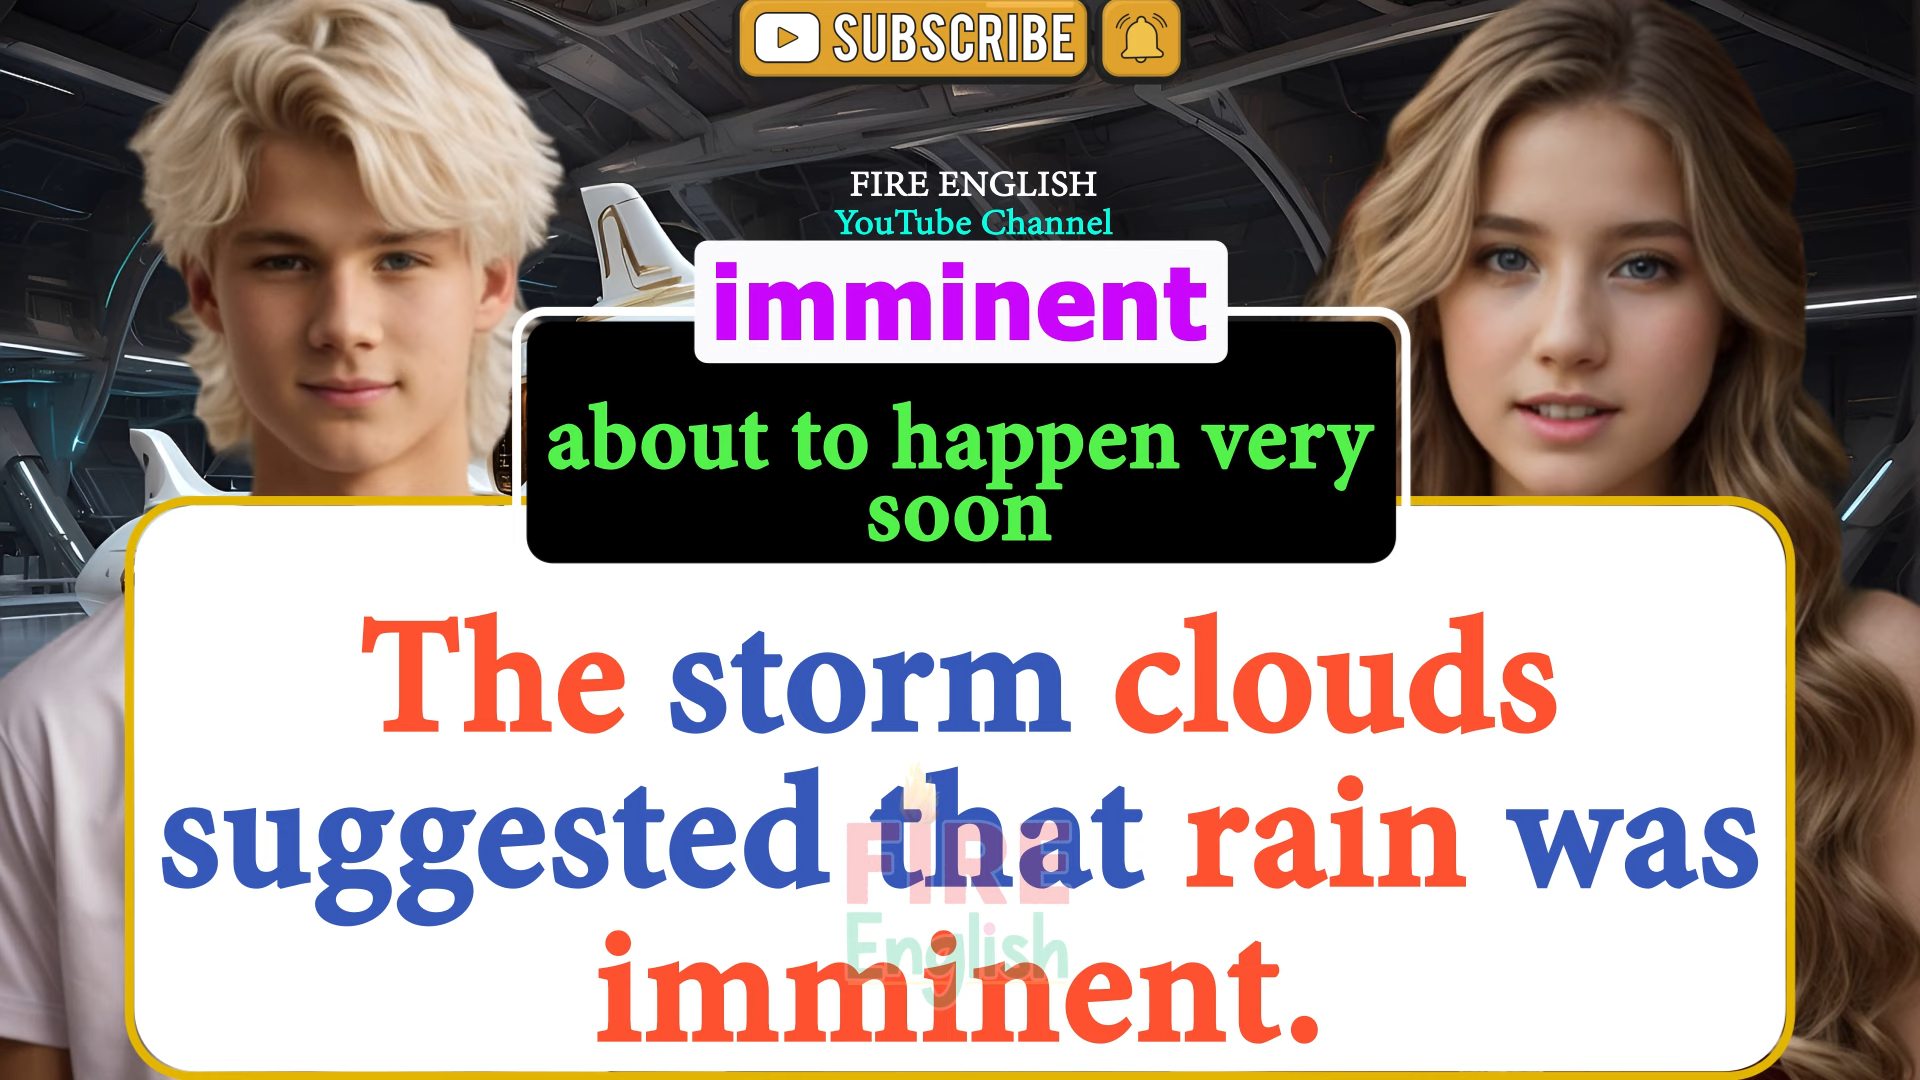 SUBSCRIBE
FIRE ENGLISH
YouTube Channel
imminent
about to happen very
soon
The storm clouds
suggested that rain was
imminent.
FIRE
English